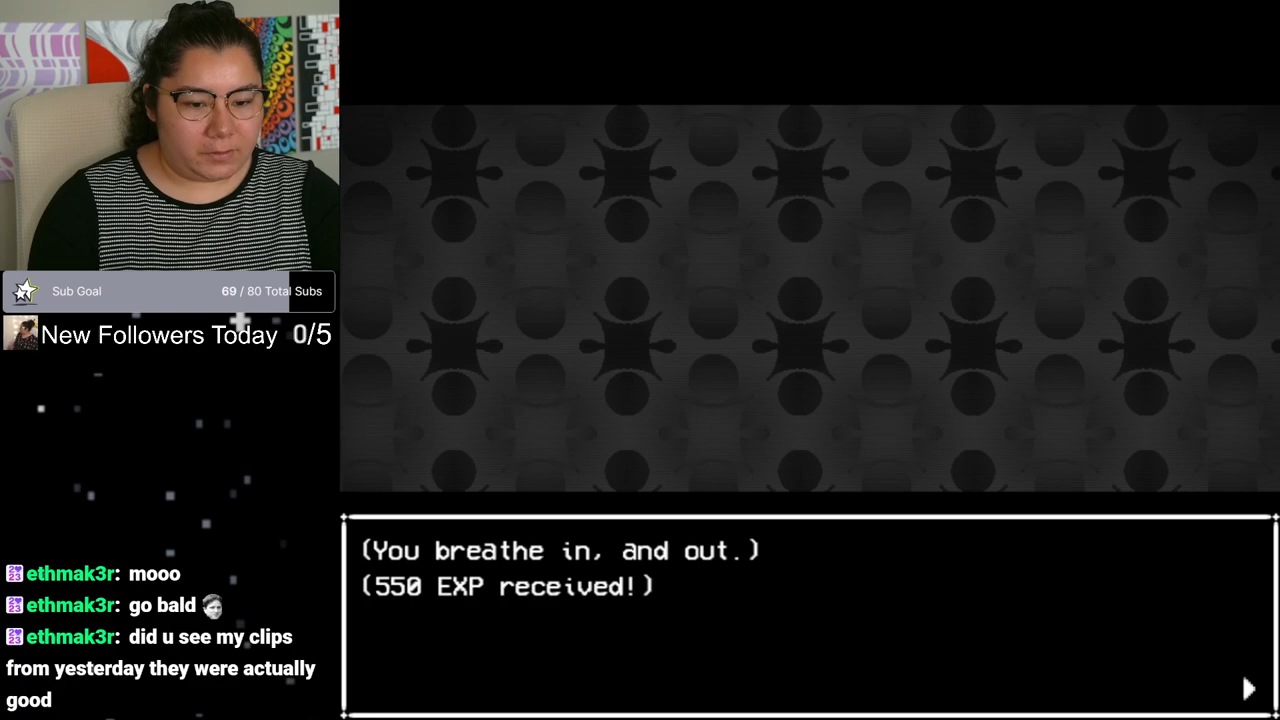 Sub Goal 69 / 80 Total Subs
New Followers Today 0/5
ethmak3r: mooo
ethmak3r: go bald
ethmak3r: did u see my clips
from yesterday they were actually
good
(You breathe in, and out.)
(550 EXP received!)